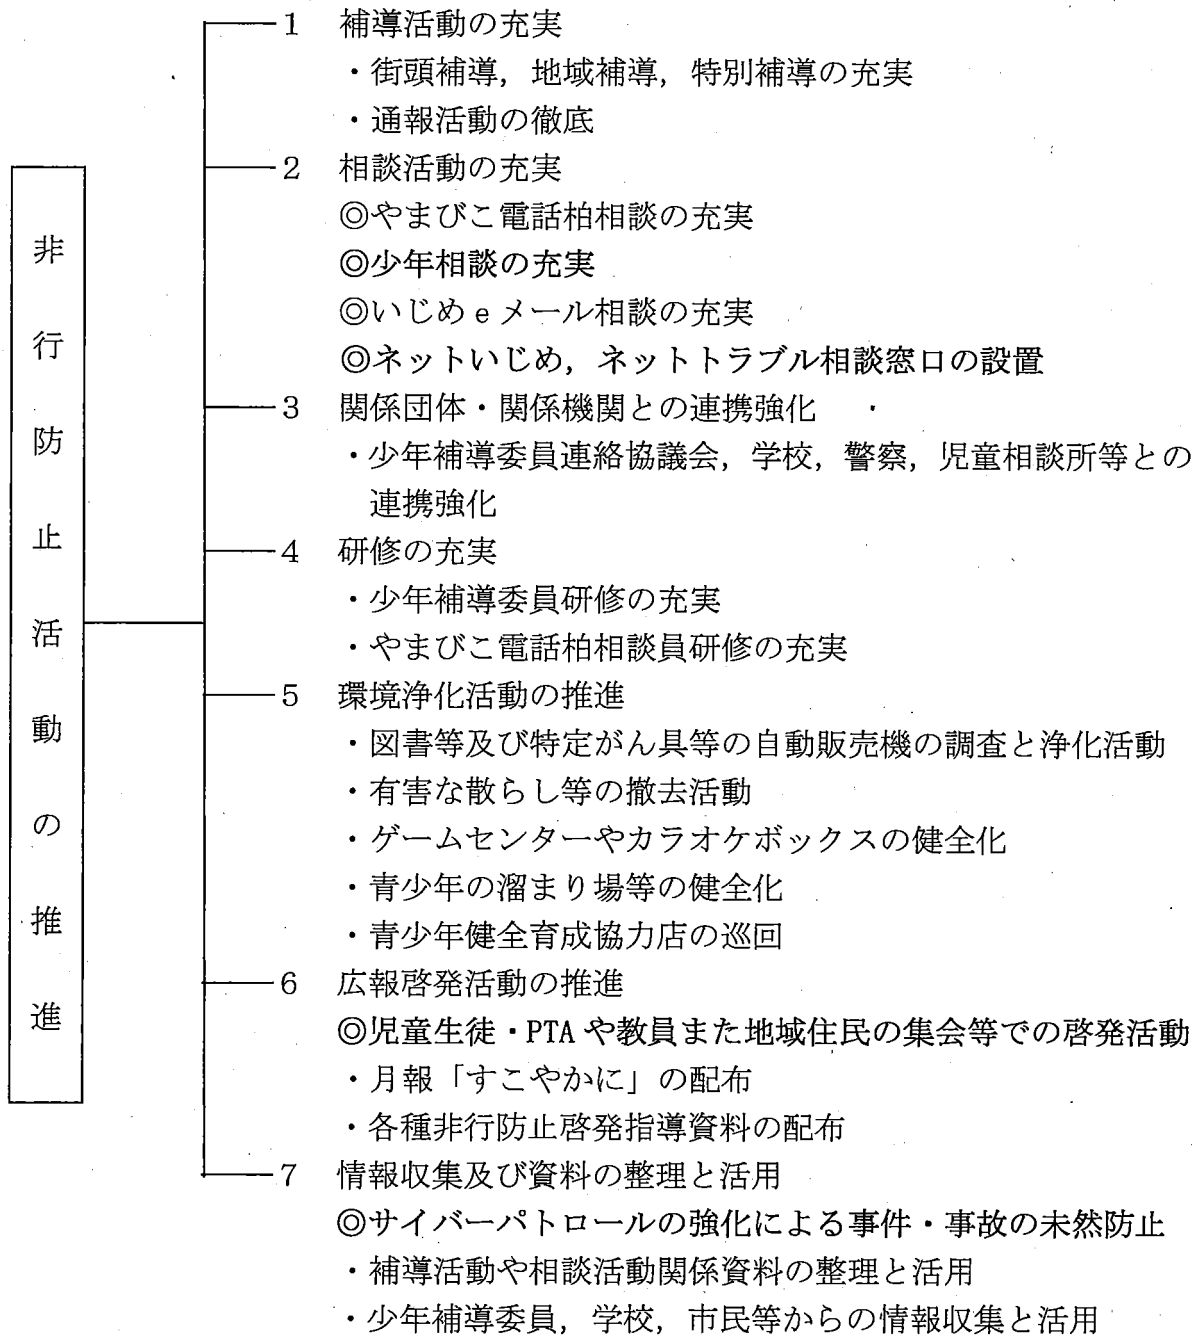 非行防止活動の推進
1 補導活動の充実
・街頭補導，地域補導，特別補導の充実
・通報活動の徹底
2 相談活動の充実
◎やまびこ電話柏相談の充実
◎少年相談の充実
◎いじめｅメール相談の充実
◎ネットいじめ，ネットトラブル相談窓口の設置
3 関係団体・関係機関との連携強化
・少年補導委員連絡協議会，学校，警察，児童相談所等との
連携強化
4 研修の充実
・少年補導委員研修の充実
・やまびこ電話柏相談員研修の充実
5 環境浄化活動の推進
・図書等及び特定がん具等の自動販売機の調査と浄化活動
・有害な散らし等の撤去活動
・ゲームセンターやカラオケボックスの健全化
・青少年の溜まり場等の健全化
・青少年健全育成協力店の巡回
6 広報啓発活動の推進
◎児童生徒・PTAや教員また地域住民の集会等での啓発活動
・月報「すこやかに」の配布
・各種非行防止啓発指導資料の配布
7 情報収集及び資料の整理と活用
◎サイバーパトロールの強化による事件・事故の未然防止
・補導活動や相談活動関係資料の整理と活用
・少年補導委員，学校，市民等からの情報収集と活用